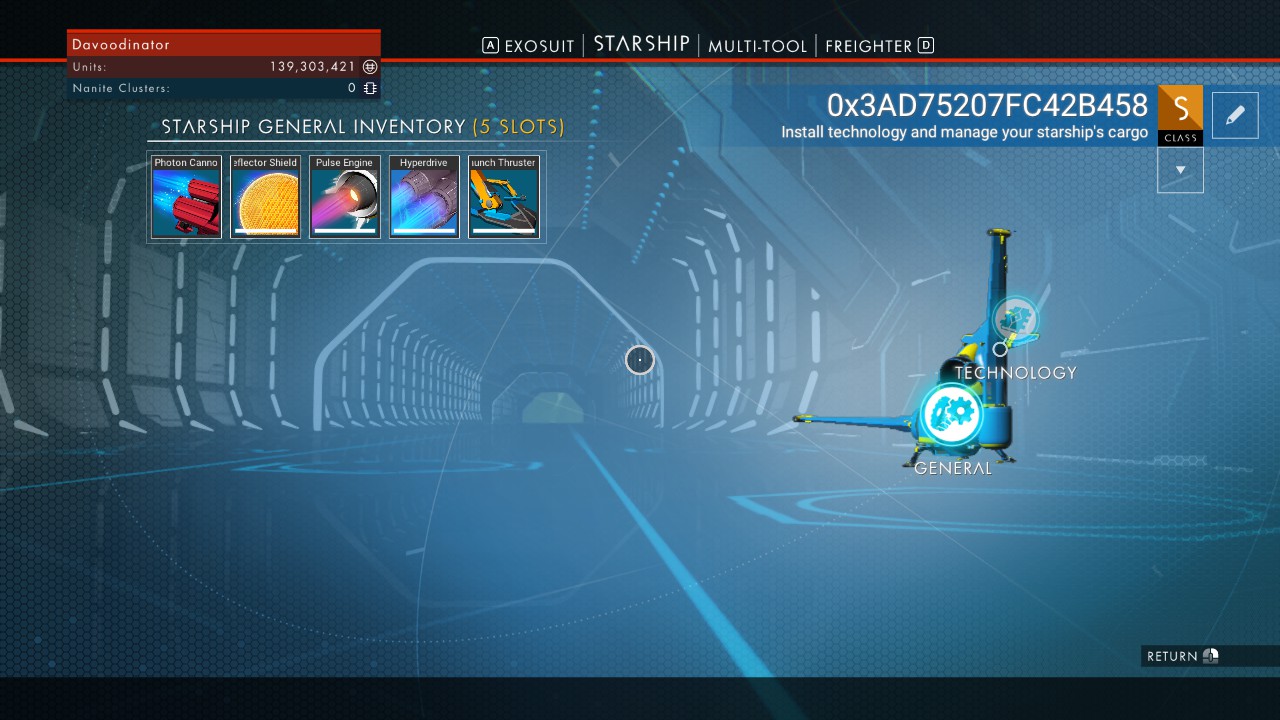 Davoodinator
Units: 139,303,421
Nanite Clusters: 0
A EXOSUIT STARSHIP MULTI-TOOL FREIGHTER D
0x3AD75207FC42B458
Install technology and manage your starship's cargo
S
CLASS
STARSHIP GENERAL INVENTORY (5 SLOTS)
Photon Canno eflector Shield Pulse Engine Hyperdrive unch Thruster
TECHNOLOGY
GENERAL
RETURN